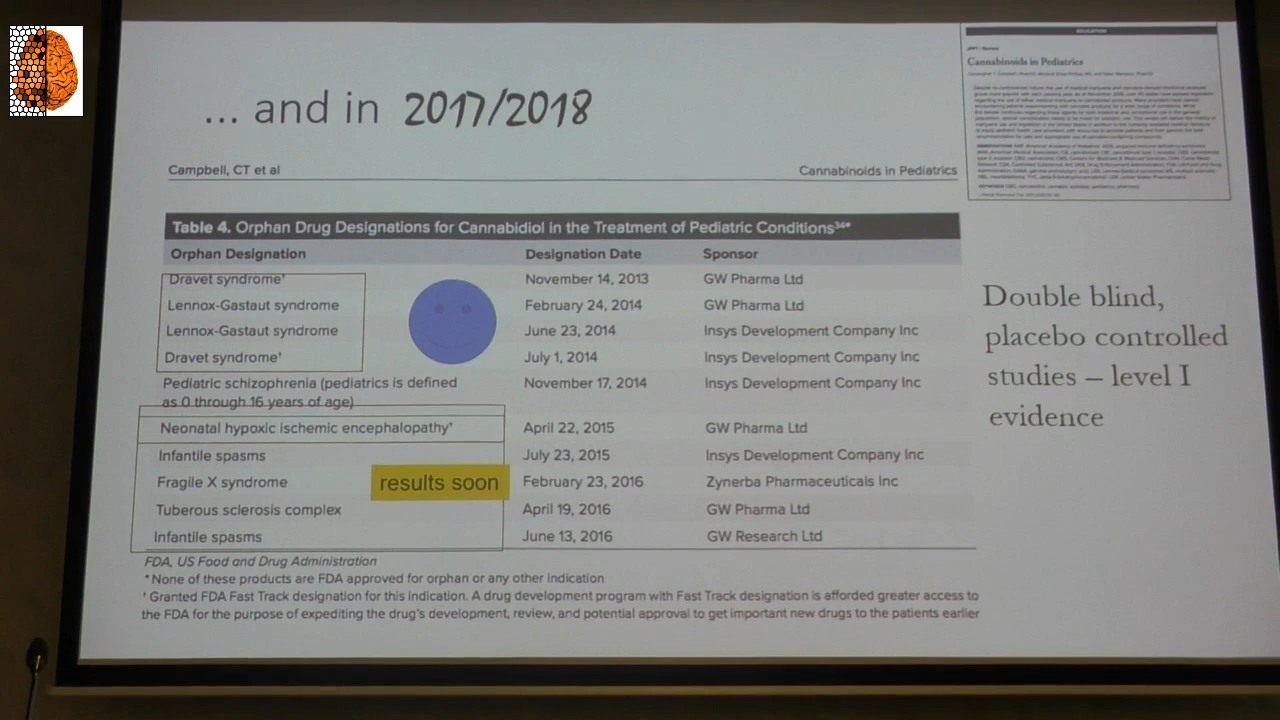 EDUCATION
Cannabinoids in Pediatrics
... and in 2017/2018
Campbell, CT et al Cannabinoids in Pediatrics
Table 4. Orphan Drug Designations for Cannabidiol in the Treatment of Pediatric Conditions³⁴*
Orphan Designation Designation Date Sponsor
Dravet syndrome† November 14, 2013 GW Pharma Ltd
Lennox-Gastaut syndrome February 24, 2014 GW Pharma Ltd
Lennox-Gastaut syndrome June 23, 2014 Insys Development Company Inc
Dravet syndrome† July 1, 2014 Insys Development Company Inc
Pediatric schizophrenia (pediatrics is defined November 17, 2014 Insys Development Company Inc
as 0 through 16 years of age)
Neonatal hypoxic ischemic encephalopathy† April 22, 2015 GW Pharma Ltd
Infantile spasms July 23, 2015 Insys Development Company Inc
Fragile X syndrome results soon February 23, 2016 Zynerba Pharmaceuticals Inc
Tuberous sclerosis complex April 19, 2016 GW Pharma Ltd
Infantile spasms June 13, 2016 GW Research Ltd
FDA, US Food and Drug Administration
* None of these products are FDA approved for orphan or any other indication
† Granted FDA Fast Track designation for this indication. A drug development program with Fast Track designation is afforded greater access to
the FDA for the purpose of expediting the drug's development, review, and potential approval to get important new drugs to the patients earlier
Double blind,
placebo controlled
studies – level I
evidence